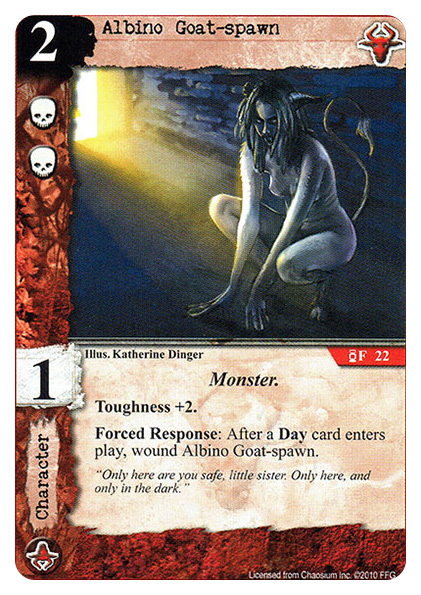 2
Albino Goat-spawn
Illus. Katherine Dinger
F 22
1
Monster.
Toughness +2.
Forced Response: After a Day card enters
play, wound Albino Goat-spawn.
“Only here are you safe, little sister. Only here, and
only in the dark.”
Character
Licensed from Chaosium Inc. ©2010 FFG